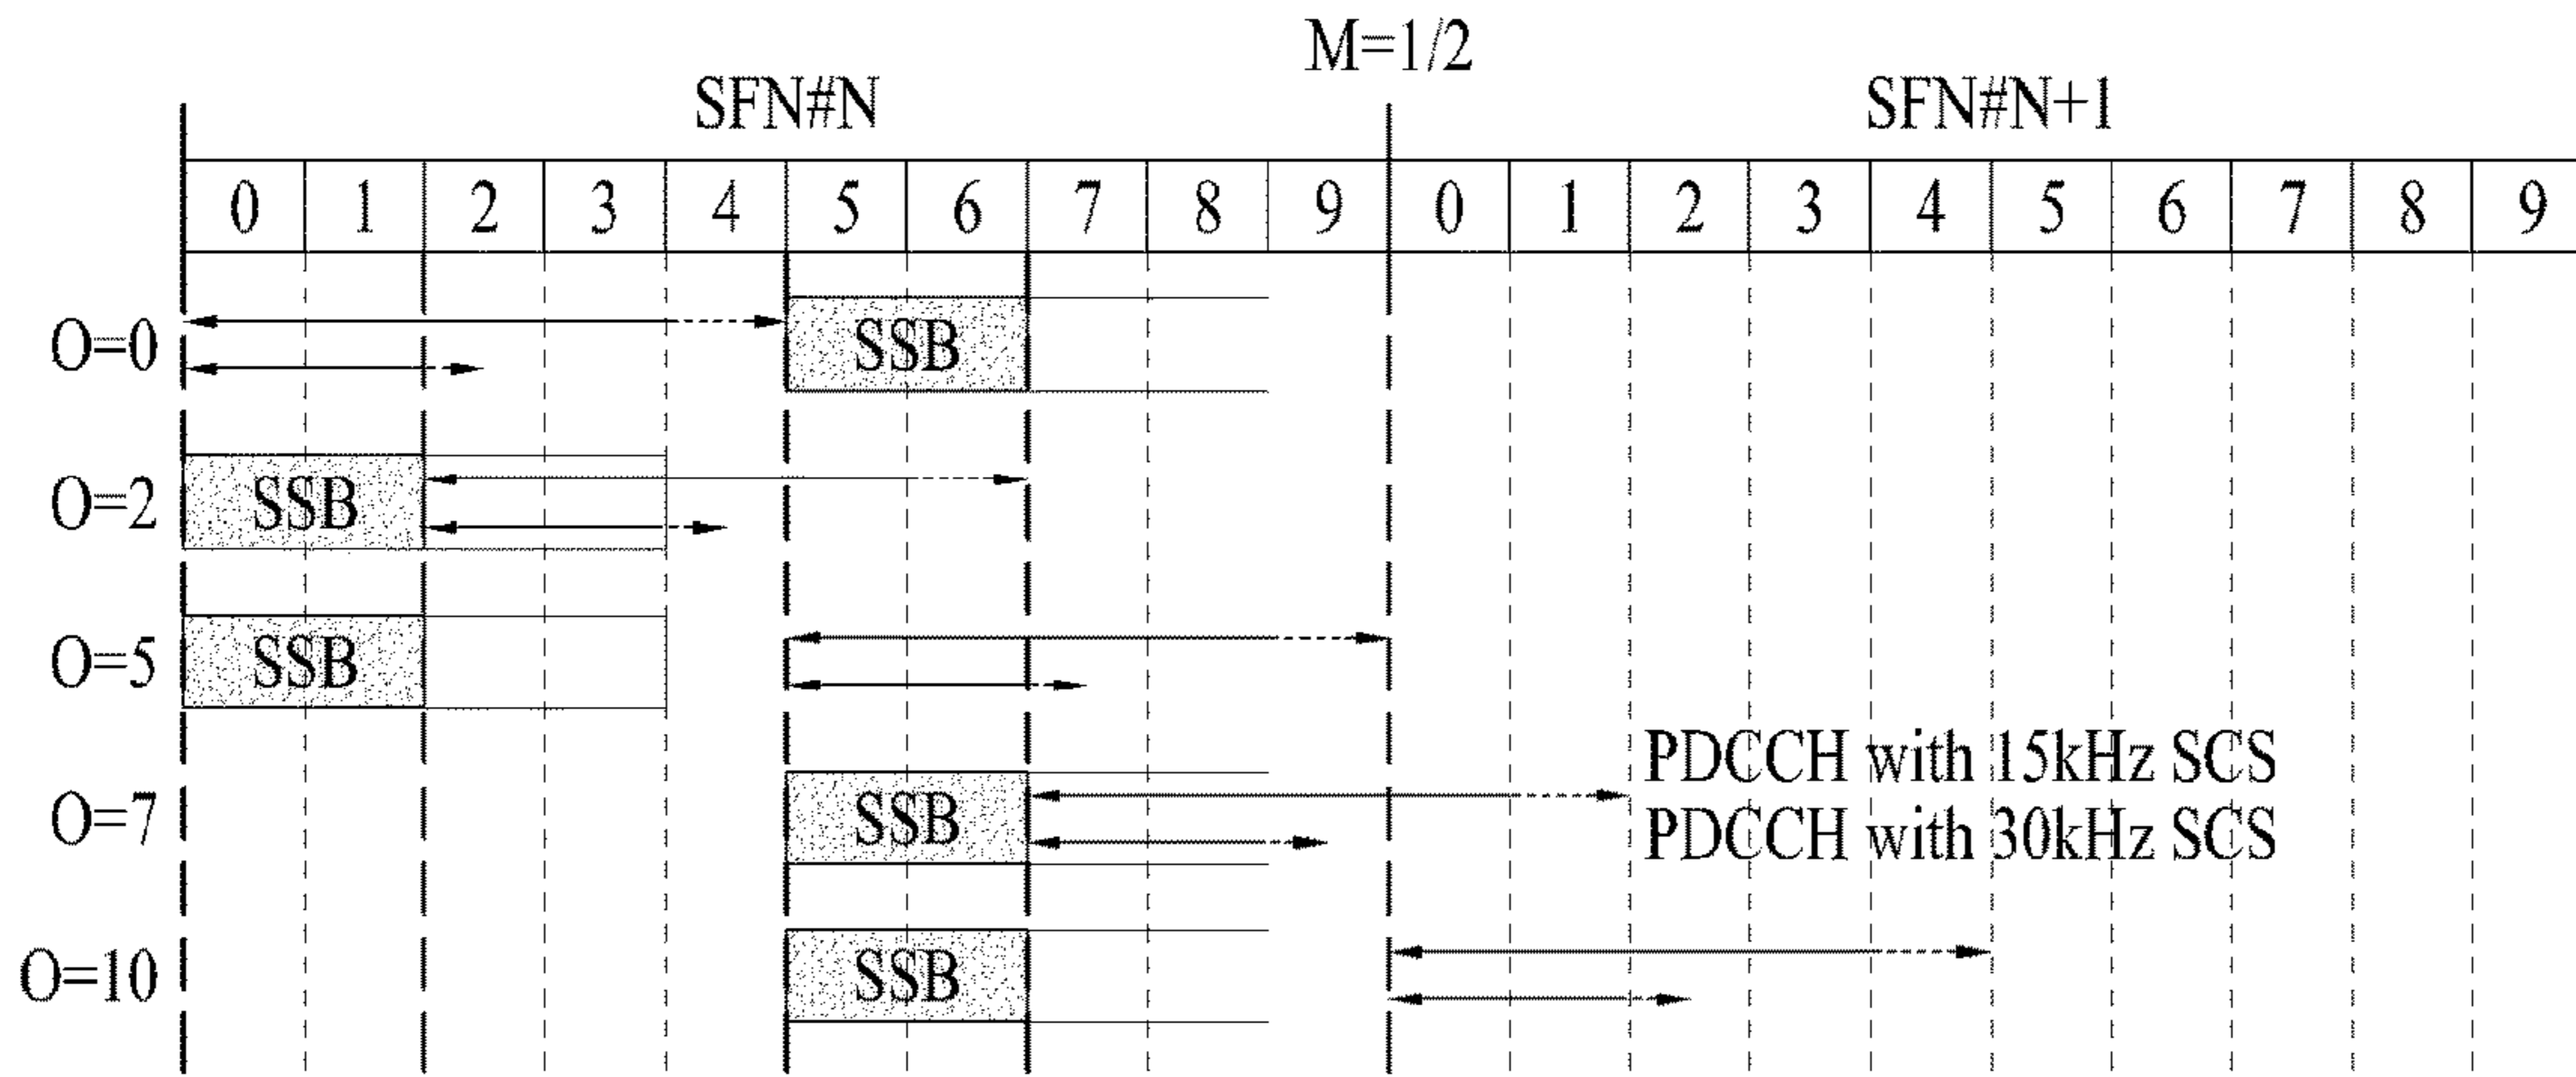 M=1/2
SFN#N SFN#N+1
0 1 2 3 4 5 6 7 8 9 0 1 2 3 4 5 6 7 8 9
O=0 SSB
O=2 SSB
O=5 SSB
PDCCH with 15kHz SCS
O=7 SSB
PDCCH with 30kHz SCS
O=10 SSB